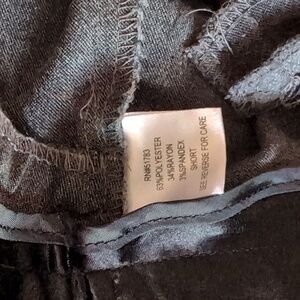 RN#51783
63%POLYESTER
34%RAYON
3%SPANDEX
SHORT
SEE REVERSE FOR CARE